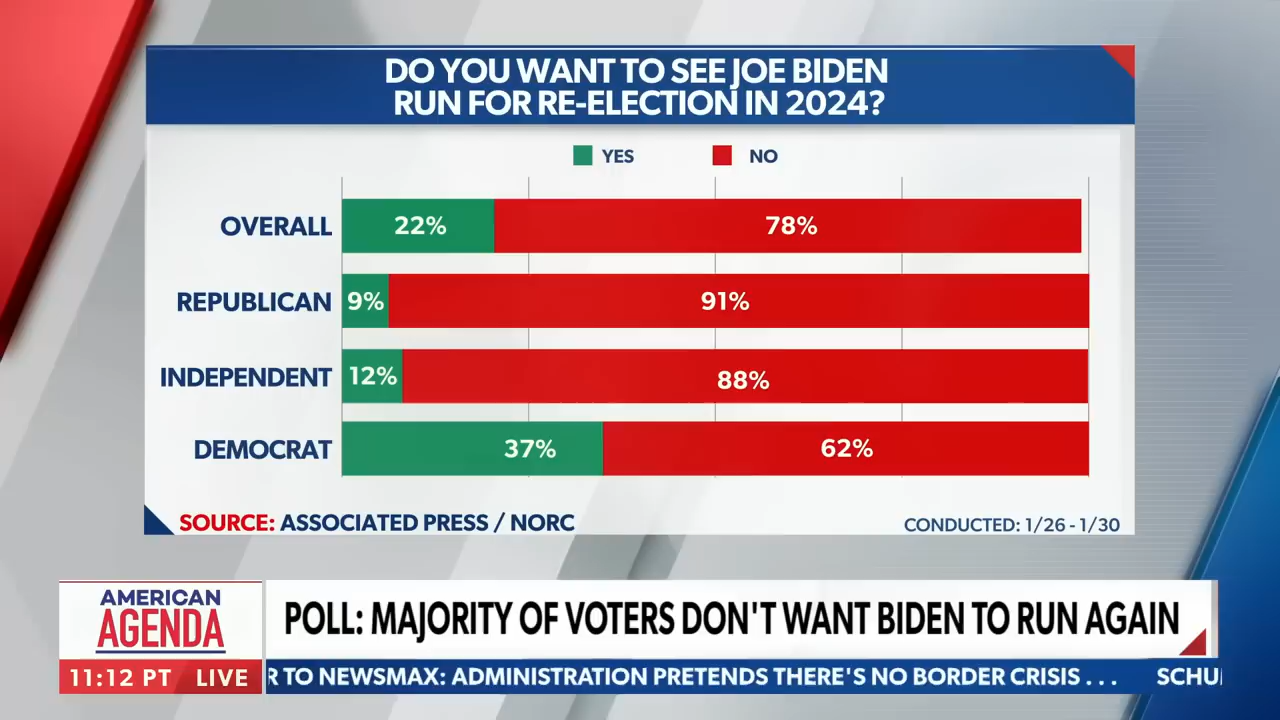 DO YOU WANT TO SEE JOE BIDEN
RUN FOR RE-ELECTION IN 2024?
YES NO
OVERALL 22% 78%
REPUBLICAN 9% 91%
INDEPENDENT 12% 88%
DEMOCRAT 37% 62%
SOURCE: ASSOCIATED PRESS / NORC
CONDUCTED: 1/26 - 1/30
AMERICAN
AGENDA
POLL: MAJORITY OF VOTERS DON'T WANT BIDEN TO RUN AGAIN
11:12 PT LIVE
R TO NEWSMAX: ADMINISTRATION PRETENDS THERE'S NO BORDER CRISIS . . . SCHU